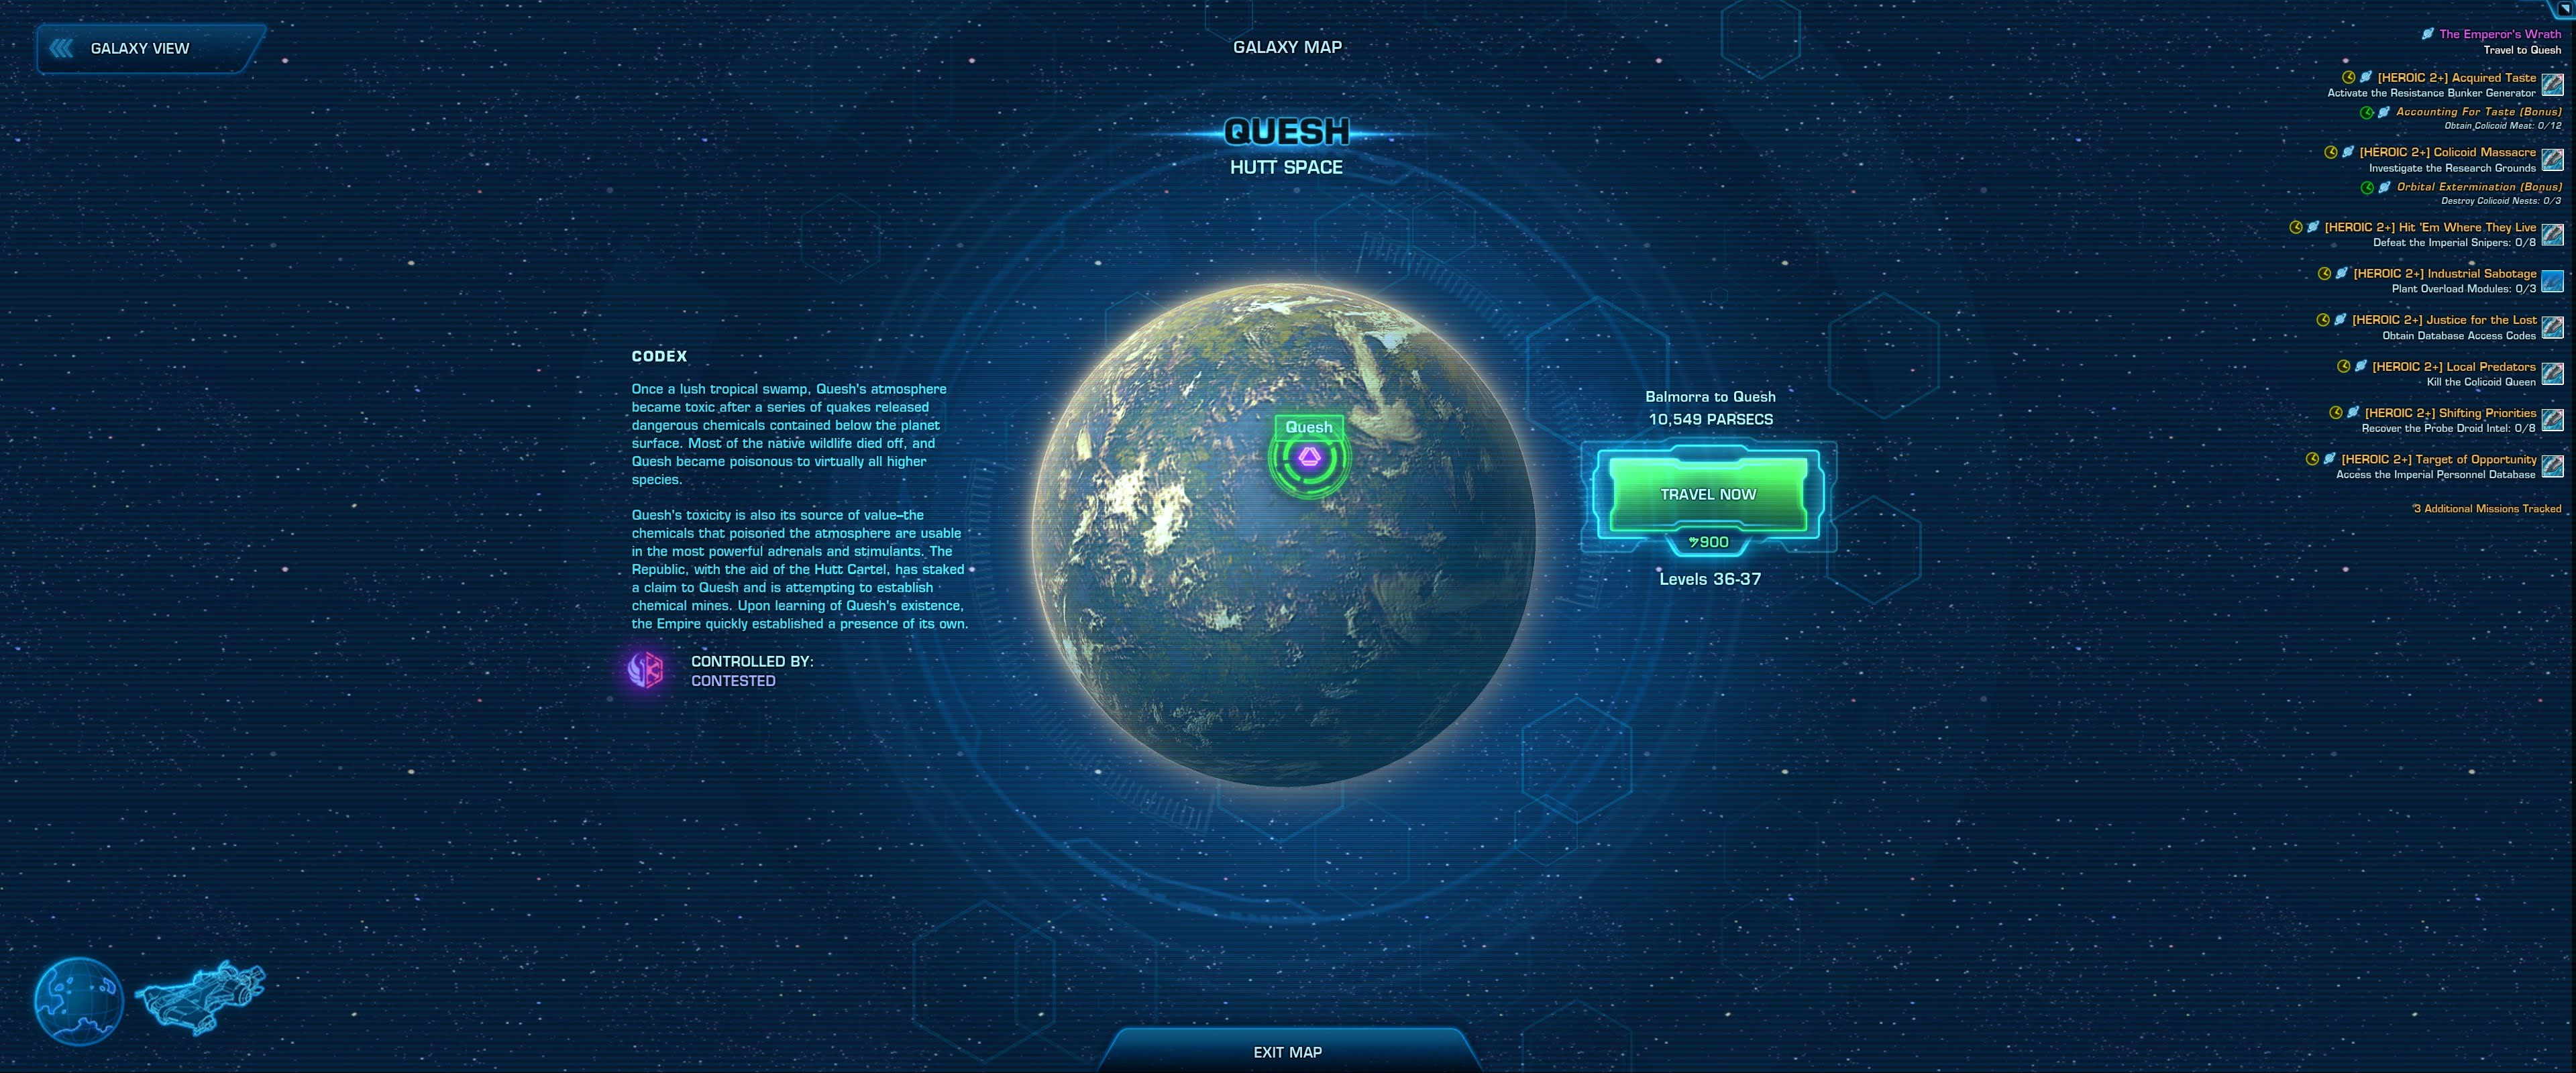 GALAXY VIEW
GALAXY MAP
QUESH
HUTT SPACE
CODEX
Once a lush tropical swamp, Quesh's atmosphere
became toxic after a series of quakes released
dangerous chemicals contained below the planet
surface. Most of the native wildlife died off, and
Quesh became poisonous to virtually all higher
species.
Quesh's toxicity is also its source of value—the
chemicals that poisoned the atmosphere are usable
in the most powerful adrenals and stimulants. The
Republic, with the aid of the Hutt Cartel, has staked
a claim to Quesh and is attempting to establish
chemical mines. Upon learning of Quesh's existence,
the Empire quickly established a presence of its own.
CONTROLLED BY:
CONTESTED
Quesh
Balmorra to Quesh
10,549 PARSECS
TRAVEL NOW
900
Levels 36-37
The Emperor's Wrath
Travel to Quesh
[HEROIC 2+] Acquired Taste
Activate the Resistance Bunker Generator
Accounting For Taste (Bonus)
Obtain Colicoid Meat: 0/12
[HEROIC 2+] Colicoid Massacre
Investigate the Research Grounds
Orbital Extermination (Bonus)
Destroy Colicoid Nests: 0/3
[HEROIC 2+] Hit 'Em Where They Live
Defeat the Imperial Snipers: 0/8
[HEROIC 2+] Industrial Sabotage
Plant Overload Modules: 0/3
[HEROIC 2+] Justice for the Lost
Obtain Database Access Codes
[HEROIC 2+] Local Predators
Kill the Colicoid Queen
[HEROIC 2+] Shifting Priorities
Recover the Probe Droid Intel: 0/8
[HEROIC 2+] Target of Opportunity
Access the Imperial Personnel Database
3 Additional Missions Tracked
EXIT MAP